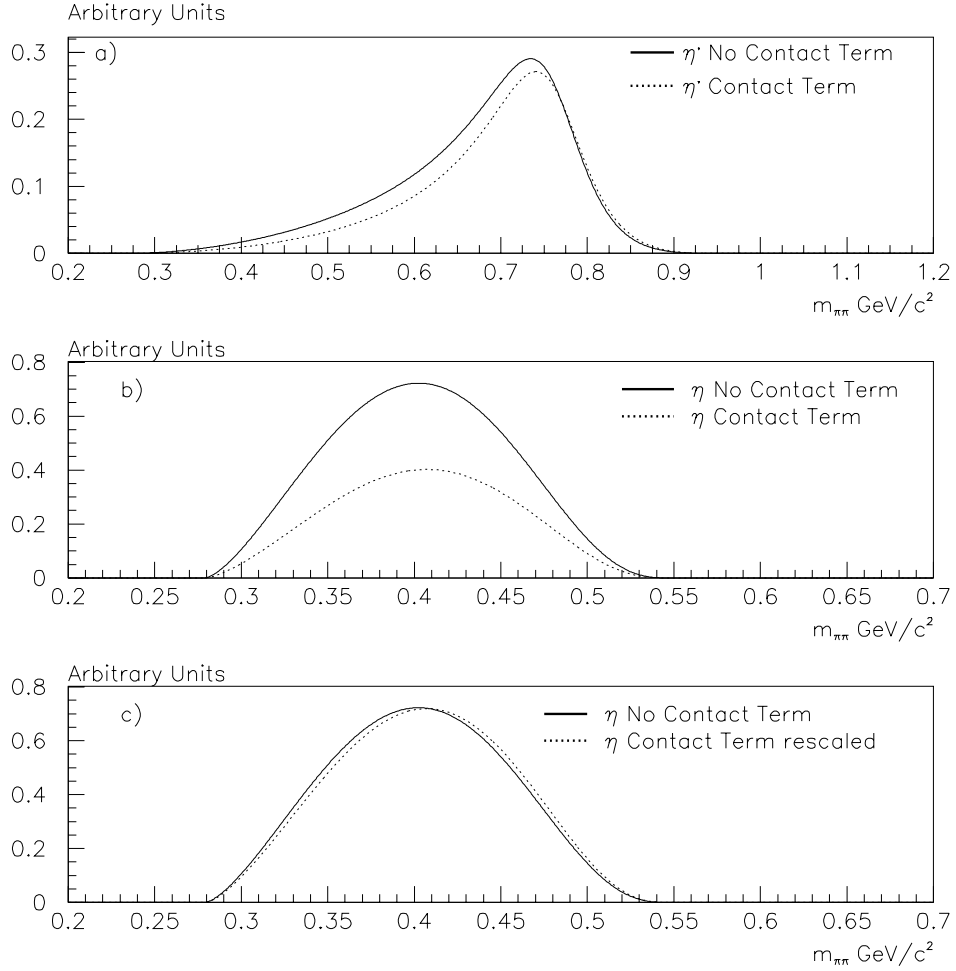 Arbitrary Units
a)
η' No Contact Term
η' Contact Term
0.3
0.2
0.1
0
0.2 0.3 0.4 0.5 0.6 0.7 0.8 0.9 1 1.1 1.2
mππ GeV/c²
Arbitrary Units
b)
η No Contact Term
η Contact Term
0.8
0.6
0.4
0.2
0
0.2 0.25 0.3 0.35 0.4 0.45 0.5 0.55 0.6 0.65 0.7
mππ GeV/c²
Arbitrary Units
c)
η No Contact Term
η Contact Term rescaled
0.8
0.6
0.4
0.2
0
0.2 0.25 0.3 0.35 0.4 0.45 0.5 0.55 0.6 0.65 0.7
mππ GeV/c²